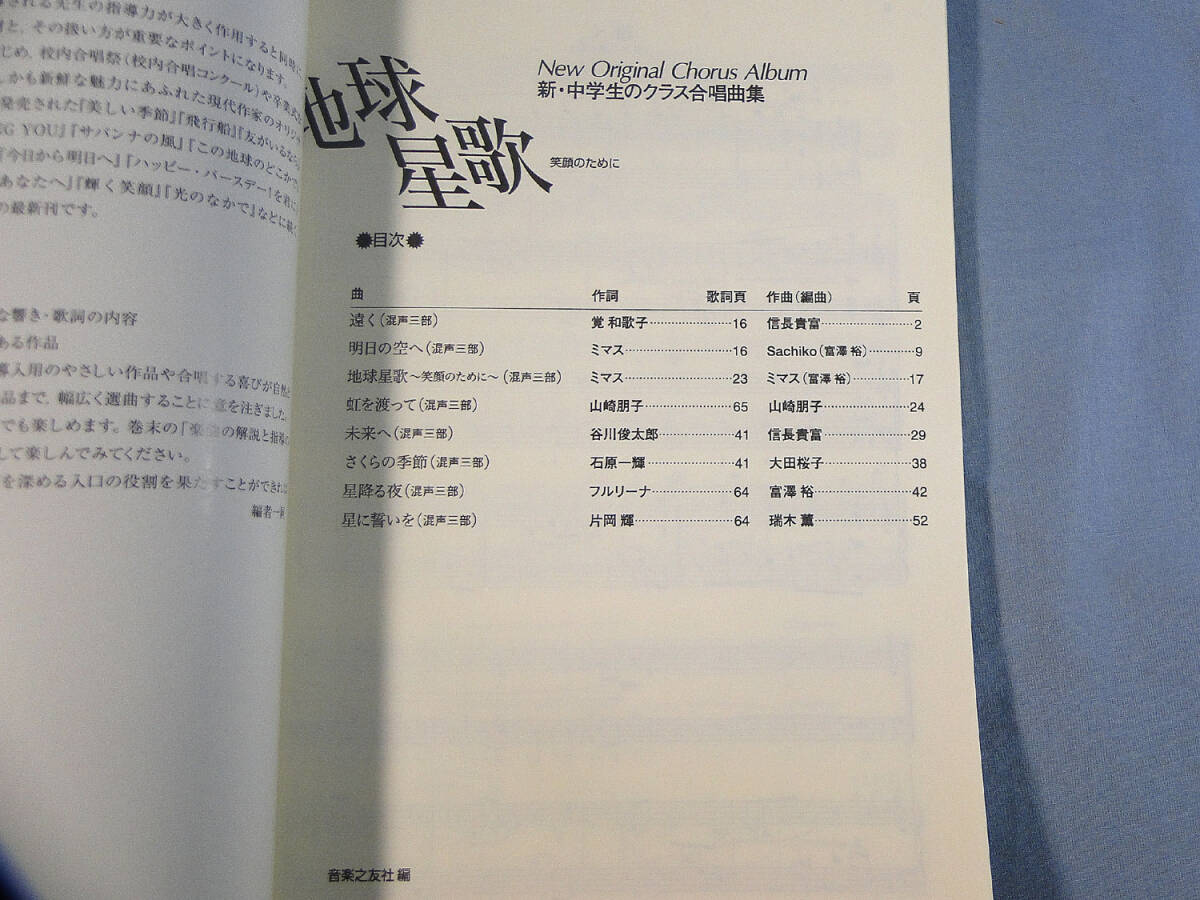 される先生の指導力が大きく作用すると同時に
と、その扱い方が重要なポイントになります。
じめ、校内合唱祭(校内合唱コンクール)や卒業式
かも新鮮な魅力にあふれた現代作家のオリジ
発売された『美しい季節』『飛行船』『友がいるなら
G YOU』『サバンナの風』『この地球のどこかで
『今日から明日へ』『ハッピー・バースデー!を君に
あなたへ』『輝く笑顔』『光のなかで』などに続く
の最新刊です。
な響き・歌詞の内容
ある作品
導入用のやさしい作品や合唱する喜びが自然と
品まで、幅広く選曲することに意を注ぎました。
でも楽しめます。巻末の「楽曲の解説と指導の
して楽しんでみてください。
を深める入口の役割を果たすことができれば
編者一同
地球星歌
笑顔のために
New Original Chorus Album
新・中学生のクラス合唱曲集
目次
曲 作詞 歌詞頁 作曲(編曲) 頁
遠く(混声三部) 覚 和歌子……………………16 信長貴富……………………2
明日の空へ(混声三部) ミマス……………………16 Sachiko(富澤 裕)…………9
地球星歌〜笑顔のために〜(混声三部) ミマス……………………23 ミマス(富澤 裕)……………17
虹を渡って(混声三部) 山崎朋子……………………65 山崎朋子……………………24
未来へ(混声三部) 谷川俊太郎…………………41 信長貴富……………………29
さくらの季節(混声三部) 石原一輝……………………41 大田桜子……………………38
星降る夜(混声三部) フルリーナ…………………64 富澤 裕……………………42
星に誓いを(混声三部) 片岡 輝……………………64 瑞木 薫……………………52
音楽之友社 編